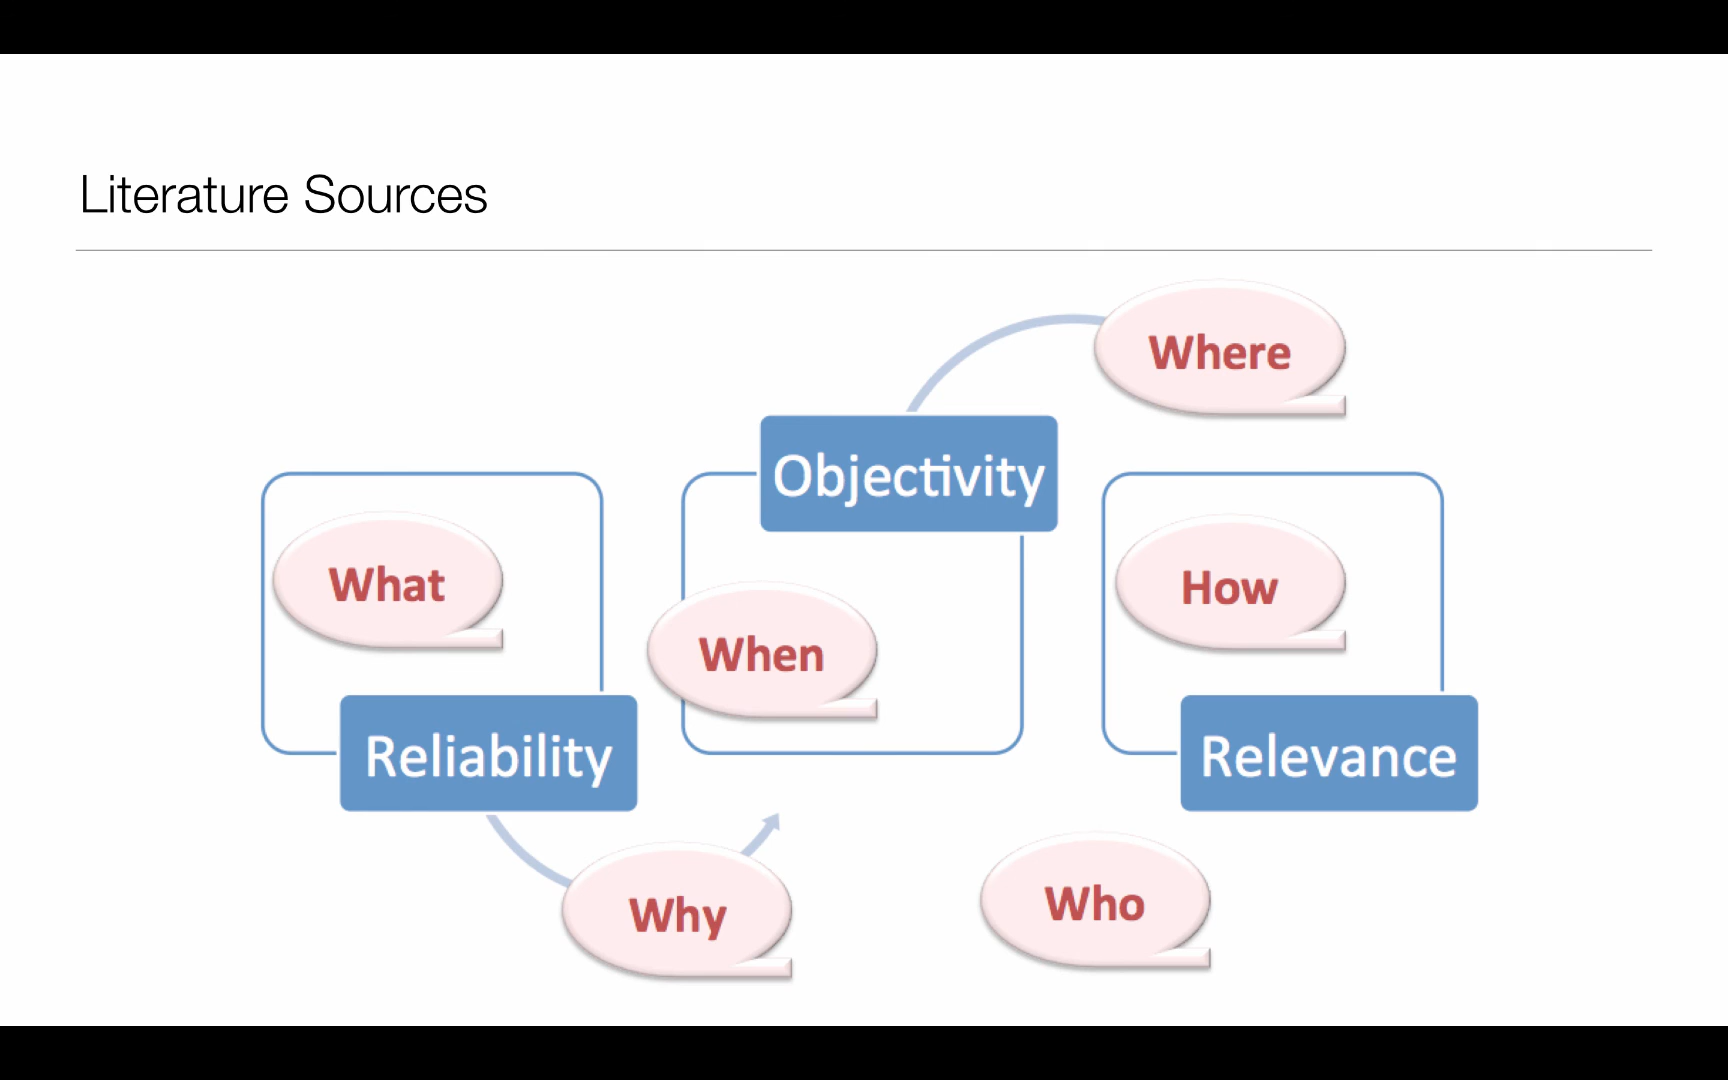 Literature Sources
Where
Objectivity
What
How
When
Reliability
Relevance
Why
Who